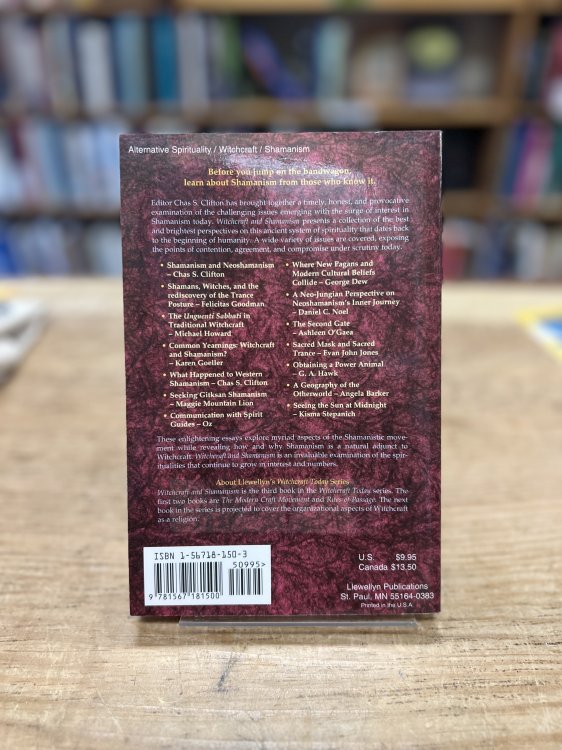 Alternative Spirituality / Witchcraft / Shamanism
Before you jump on the bandwagon,
learn about Shamanism from those who know it.
Editor Chas S. Clifton has brought together a timely, honest, and provocative
examination of the challenging issues emerging with the surge of interest in
Shamanism today. Witchcraft and Shamanism presents a collection of the best
and brightest perspectives on this ancient system of spirituality that dates back
to the beginning of humanity. A wide variety of issues are covered, exposing
the points of contention, agreement, and compromise under scrutiny today.
• Shamanism and Neoshamanism
– Chas S. Clifton
• Shamans, Witches, and the
rediscovery of the Trance
Posture – Felicitas Goodman
• The Unguenti Sabbati in
Traditional Witchcraft
– Michael Howard
• Common Yearnings: Witchcraft
and Shamanism?
– Karen Goeller
• What Happened to Western
Shamanism – Chas S. Clifton
• Seeking Gitksan Shamanism
– Maggie Mountain Lion
• Communication with Spirit
Guides – Oz
• Where New Pagans and
Modern Cultural Beliefs
Collide – George Dew
• A Neo-Jungian Perspective on
Neoshamanism's Inner Journey
– Daniel C. Noel
• The Second Gate
– Ashleen O'Gaea
• Sacred Mask and Sacred
Trance – Evan John Jones
• Obtaining a Power Animal
– G. A. Hawk
• A Geography of the
Otherworld – Angela Barker
• Seeing the Sun at Midnight
– Kisma Stepanich
These enlightening essays explore myriad aspects of the Shamanistic move-
ment while revealing how and why Shamanism is a natural adjunct to
Witchcraft. Witchcraft and Shamanism is an invaluable examination of the spir-
itualities that continue to grow in interest and numbers.
About Llewellyn's Witchcraft Today Series
Witchcraft and Shamanism is the third book in the Witchcraft Today series. The
first two books are The Modern Craft Movement and Rites of Passage. The next
book in the series is projected to cover the organizational aspects of Witchcraft
as a religion.
ISBN 1-56718-150-3
50995>
9 781567 181500
U.S. $9.95
Canada $13.50
Llewellyn Publications
St. Paul, MN 55164-0383
Printed in the U.S.A.